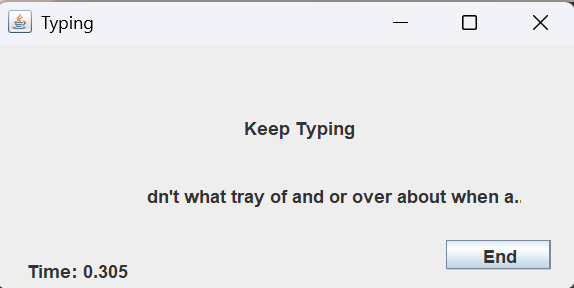 Typing
Keep Typing
dn't what tray of and or over about when a..
End
Time: 0.305